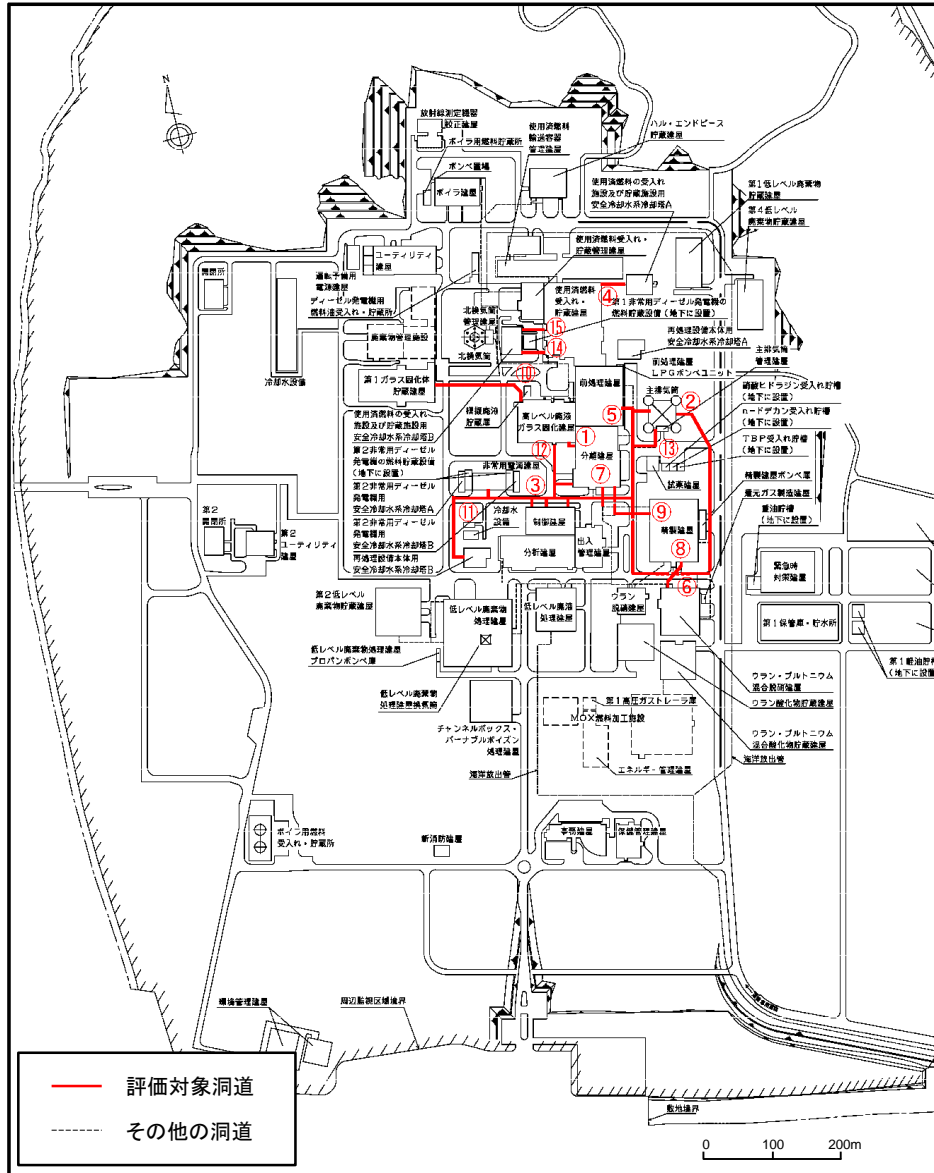 N
放射線測定機器
校正建屋
ボイラ用燃料貯蔵所
ボンベ置場
ボイラ建屋
使用済燃料
輸送容器
管理建屋
ハル・エンドピース
貯蔵建屋
使用済燃料の受入れ
施設及び貯蔵施設用
安全冷却水系冷却塔A
第1低レベル廃棄物
貯蔵建屋
第4低レベル
廃棄物貯蔵建屋
開閉所
ユーティリティ
建屋
運転予備用
電源建屋
ディーゼル発電機用
燃料油受入れ・貯蔵所
使用済燃料受入れ・
貯蔵管理建屋
使用済燃料
受入れ・
貯蔵建屋
④
第1非常用ディーゼル発電機の
燃料貯蔵設備(地下に設置)
再処理設備本体用
安全冷却水系冷却塔A
北換気筒
管理建屋
北換気筒
⑮
⑭
⑩
廃棄物管理施設
冷却水設備
第1ガラス固化体
貯蔵建屋
模擬廃液
貯蔵庫
高レベル廃液
ガラス固化建屋
前処理建屋
前処理建屋
LPGボンベユニット
主排気筒
主排気筒
管理建屋
硝酸ヒドラジン受入れ貯槽
(地下に設置)
n-ドデカン受入れ貯槽
(地下に設置)
TBP受入れ貯槽
(地下に設置)
②
⑤
①
⑬
⑫
分離建屋
⑦
試薬建屋
精製建屋ボンベ庫
還元ガス製造建屋
重油貯槽
(地下に設置)
使用済燃料の受入れ
施設及び貯蔵施設用
安全冷却水系冷却塔B
第2非常用ディーゼル
発電機の燃料貯蔵設備
(地下に設置)
第2非常用ディーゼル
発電機用
安全冷却水系冷却塔A
第2非常用ディーゼル
発電機用
安全冷却水系冷却塔B
再処理設備本体用
安全冷却水系冷却塔B
非常用電源建屋
③
⑪
冷却水
設備
制御建屋
分析建屋
出入
管理建屋
⑨
精製建屋
⑧
⑥
第2
開閉所
第2
ユーティリティ
建屋
緊急時
対策建屋
第1保管庫・貯水所
第1軽油貯槽
(地下に設置)
第2低レベル
廃棄物貯蔵建屋
低レベル廃棄物
処理建屋
低レベル廃液
処理建屋
ウラン
脱硝建屋
低レベル廃棄物処理建屋
プロパンボンベ庫
低レベル廃棄物
処理建屋換気筒
チャンネルボックス・
バーナブルポイズン
処理建屋
海洋放出管
第1高圧ガストレーラ庫
MOX燃料加工施設
エネルギー管理建屋
ウラン・プルトニウム
混合脱硝建屋
ウラン酸化物貯蔵建屋
ウラン・プルトニウム
混合酸化物貯蔵建屋
海洋放出管
ボイラ用燃料
受入れ・貯蔵所
新消防建屋
事務建屋
保健管理建屋
環境管理建屋
周辺監視区域境界
敷地境界
評価対象洞道
その他の洞道
0 100 200m